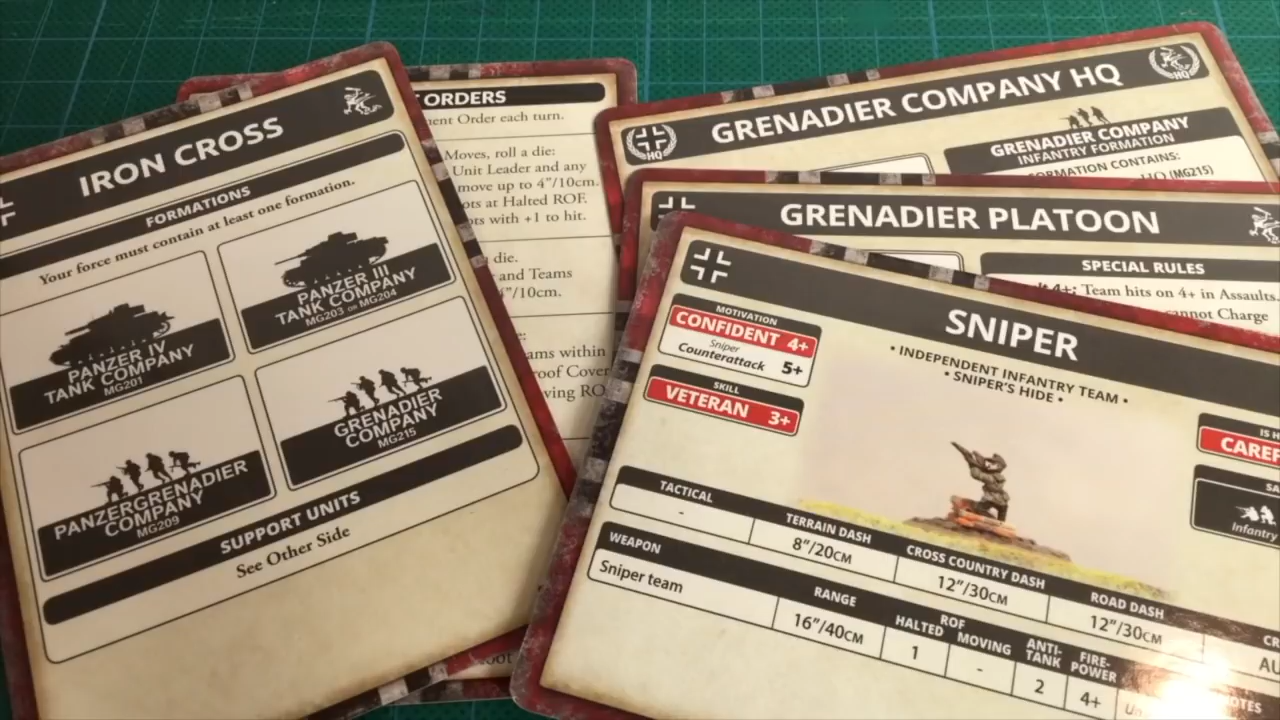 IRON CROSS
FORMATIONS
Your force must contain at least one formation.
PANZER IV
TANK COMPANY
MG201
PANZER III
TANK COMPANY
MG203 OR MG204
PANZERGRENADIER
COMPANY
MG209
GRENADIER
COMPANY
MG215
SUPPORT UNITS
See Other Side
ORDERS
Order each turn.
Moves, roll a die:
Unit Leader and any
move up to 4"/10cm.
at Halted ROF.
with +1 to hit.
die.
and Teams
/10cm.
within
GRENADIER COMPANY HQ
HQ
HQ
GRENADIER COMPANY
INFANTRY FORMATION
CONTAINS:
HQ (MG215)
GRENADIER PLATOON
SPECIAL RULES
4+: Team hits on 4+ in Assaults.
Charge
SNIPER
• INDEPENDENT INFANTRY TEAM •
• SNIPER'S HIDE •
MOTIVATION
CONFIDENT 4+
Sniper
Counterattack 5+
SKILL
VETERAN 3+
Infantry
TACTICAL
TERRAIN DASH
CROSS COUNTRY DASH
ROAD DASH
-
8"/20CM
12"/30CM
12"/30CM
WEAPON
RANGE
ROF
HALTED
MOVING
ANTI-
TANK
FIRE-
POWER
Sniper team
16"/40CM
1
-
2
4+